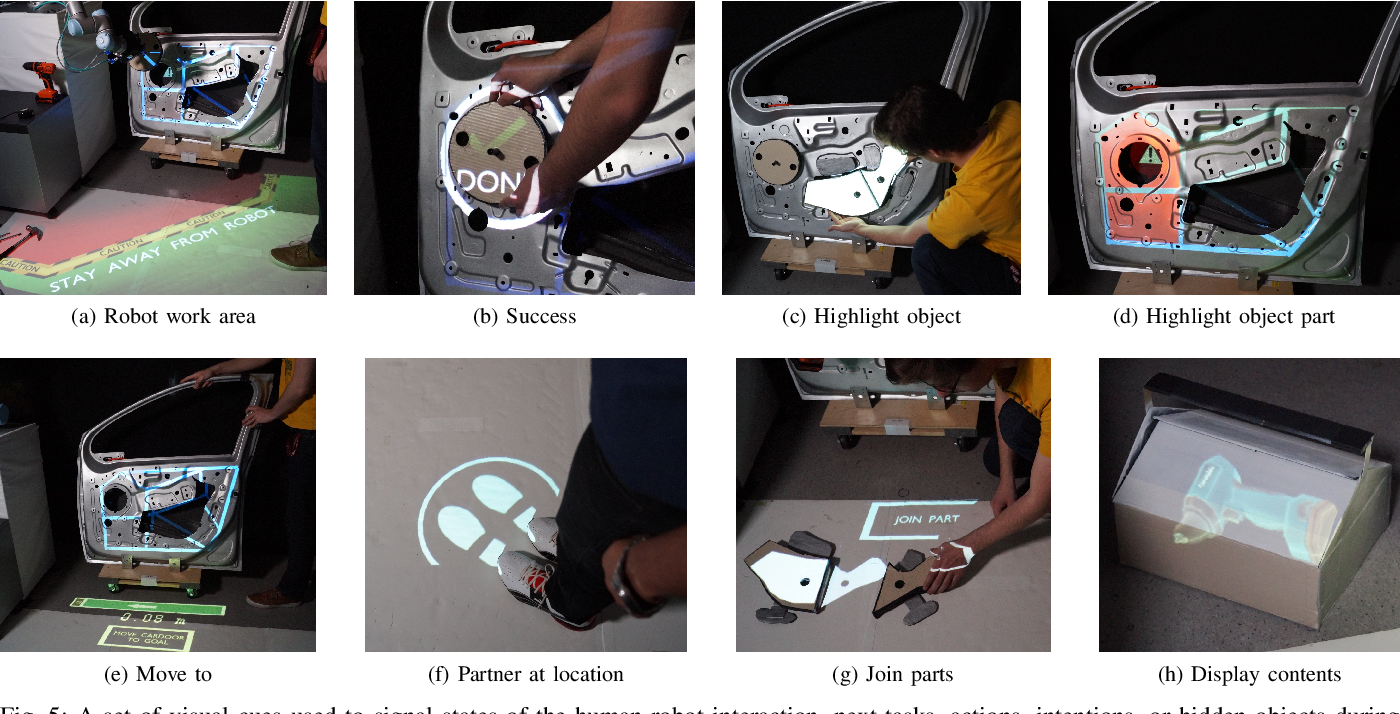 CAUTION
CAUTION
CAUTION
STAY AWAY FROM ROBOT
DON
(a) Robot work area
(b) Success
(c) Highlight object
(d) Highlight object part
0.08 m
MOVE CARDOOR
TO GOAL
JOIN PART
(e) Move to
(f) Partner at location
(g) Join parts
(h) Display contents
Fig. 5: A set of visual cues used to signal states of the human robot interaction, next tasks, actions, intentions, or hidden objects during